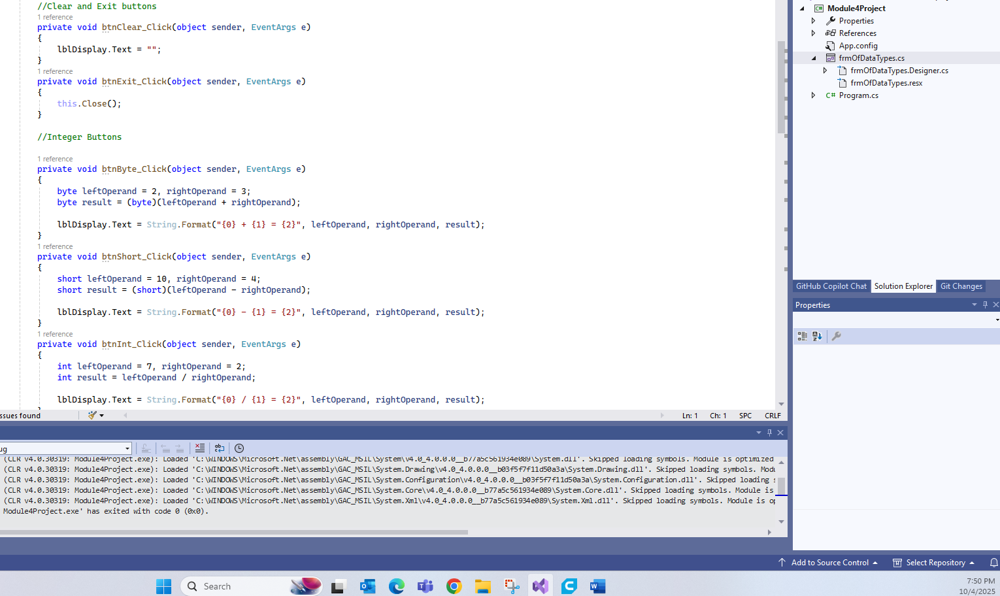 //Clear and Exit buttons
1 reference
private void btnClear_Click(object sender, EventArgs e)
{
lblDisplay.Text = "";
}
1 reference
private void btnExit_Click(object sender, EventArgs e)
{
this.Close();
}
//Integer Buttons
1 reference
private void btnByte_Click(object sender, EventArgs e)
{
byte leftOperand = 2, rightOperand = 3;
byte result = (byte)(leftOperand + rightOperand);
lblDisplay.Text = String.Format("{0} + {1} = {2}", leftOperand, rightOperand, result);
}
1 reference
private void btnShort_Click(object sender, EventArgs e)
{
short leftOperand = 10, rightOperand = 4;
short result = (short)(leftOperand - rightOperand);
lblDisplay.Text = String.Format("{0} - {1} = {2}", leftOperand, rightOperand, result);
}
1 reference
private void btnInt_Click(object sender, EventArgs e)
{
int leftOperand = 7, rightOperand = 2;
int result = leftOperand / rightOperand;
lblDisplay.Text = String.Format("{0} / {1} = {2}", leftOperand, rightOperand, result);
ssues found
Ln: 1 Ch: 1 SPC CRLF
ug
(CLR v4.0.30319: Module4Project.exe): Loaded 'C:\WINDOWS\Microsoft.Net\assembly\GAC_MSIL\System\v4.0_4.0.0.0__b77a5c561934e089\System.dll'. Skipped loading symbols. Module is optimized
(CLR v4.0.30319: Module4Project.exe): Loaded 'C:\WINDOWS\Microsoft.Net\assembly\GAC_MSIL\System.Drawing\v4.0_4.0.0.0__b03f5f7f11d50a3a\System.Drawing.dll'. Skipped loading symbols. Modu
(CLR v4.0.30319: Module4Project.exe): Loaded 'C:\WINDOWS\Microsoft.Net\assembly\GAC_MSIL\System.Configuration\v4.0_4.0.0.0__b03f5f7f11d50a3a\System.Configuration.dll'. Skipped loading s
(CLR v4.0.30319: Module4Project.exe): Loaded 'C:\WINDOWS\Microsoft.Net\assembly\GAC_MSIL\System.Core\v4.0_4.0.0.0__b77a5c561934e089\System.Core.dll'. Skipped loading symbols. Module is
(CLR v4.0.30319: Module4Project.exe): Loaded 'C:\WINDOWS\Microsoft.Net\assembly\GAC_MSIL\System.Xml\v4.0_4.0.0.0__b77a5c561934e089\System.Xml.dll'. Skipped loading symbols. Module is op
Module4Project.exe' has exited with code 0 (0x0).
C# Module4Project
Properties
References
App.config
frmOfDataTypes.cs
frmOfDataTypes.Designer.cs
frmOfDataTypes.resx
C# Program.cs
GitHub Copilot Chat Solution Explorer Git Changes
Properties
Add to Source Control Select Repository
Search
7:50 PM
10/4/2025